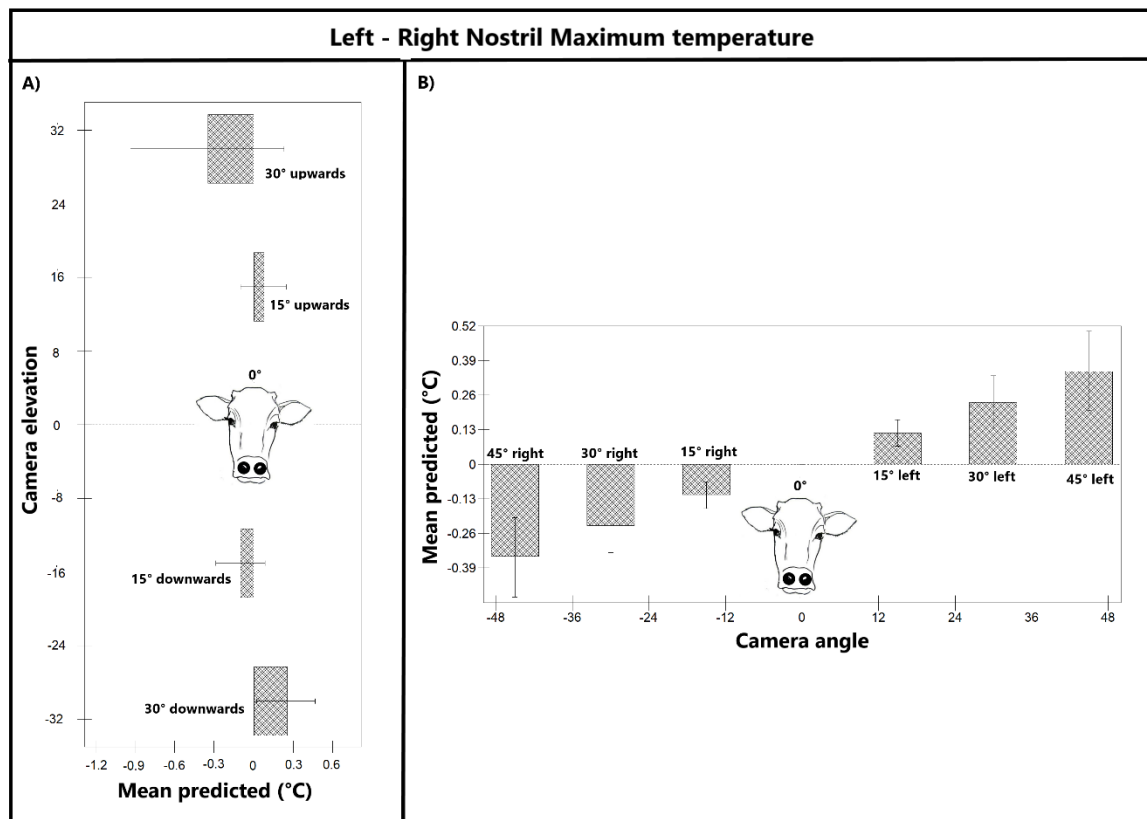 Left - Right Nostril Maximum temperature
A)
32
30° upwards
24
16
15° upwards
8
0°
0
-8
-16
15° downwards
-24
30° downwards
-32
-1.2 -0.9 -0.6 -0.3 0 0.3 0.6
Camera elevation
Mean predicted (°C)
B)
0.52
0.39
0.26
0.13
0
-0.13
-0.26
-0.39
45° right 30° right 15° right
0°
15° left 30° left 45° left
-48 -36 -24 -12 0 12 24 36 48
Mean predicted (°C)
Camera angle